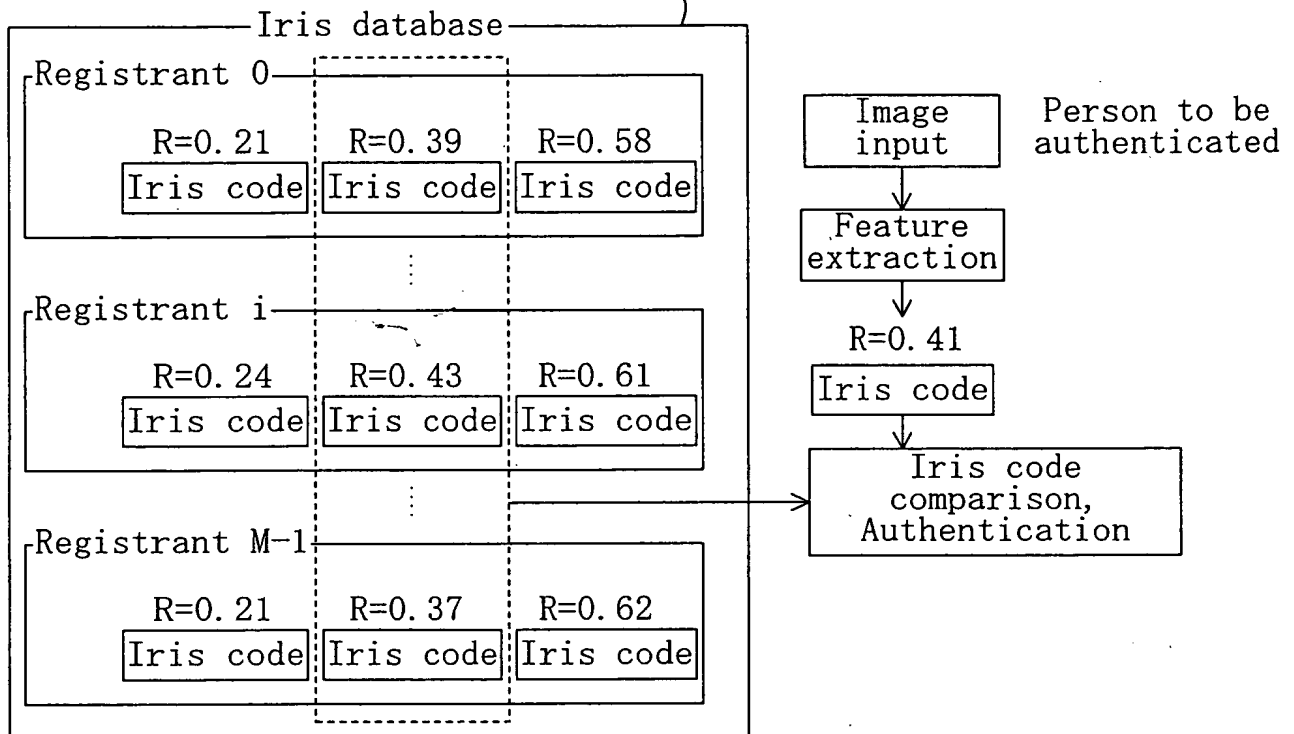 Iris database
Registrant 0
R=0.21 R=0.39 R=0.58
Iris code Iris code Iris code
Registrant i
R=0.24 R=0.43 R=0.61
Iris code Iris code Iris code
Registrant M-1
R=0.21 R=0.37 R=0.62
Iris code Iris code Iris code
Image
input
Person to be
authenticated
Feature
extraction
R=0.41
Iris code
Iris code
comparison,
Authentication